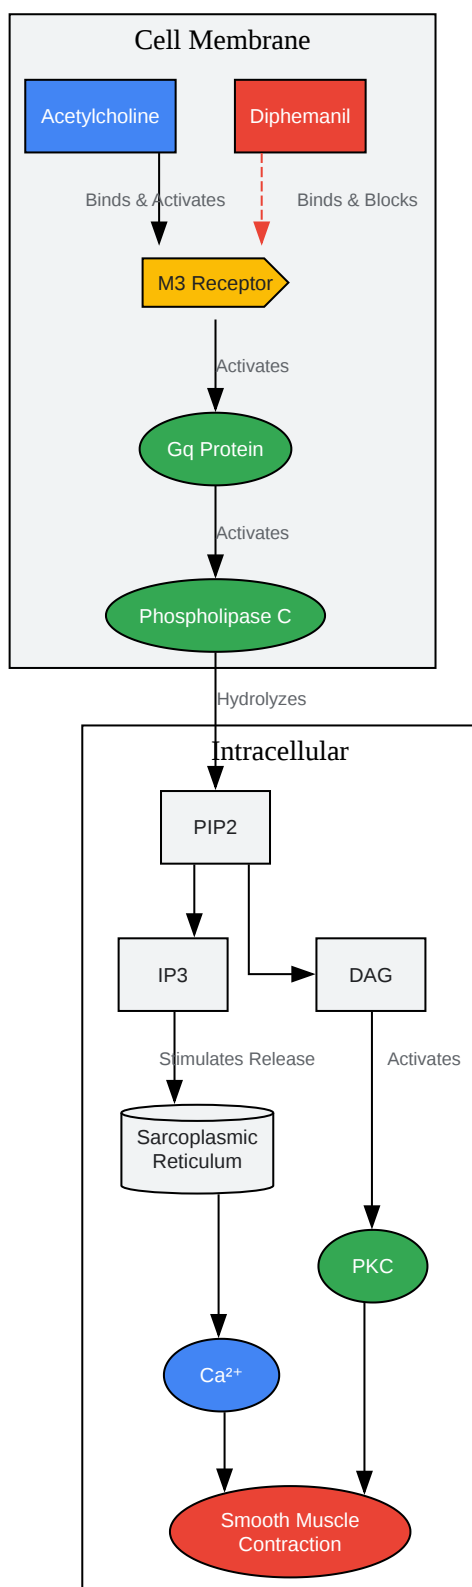 Cell Membrane
Acetylcholine
Diphemanil
Binds & Activates
Binds & Blocks
M3 Receptor
Activates
Gq Protein
Activates
Phospholipase C
Hydrolyzes
Intracellular
PIP2
IP3
DAG
Stimulates Release
Activates
Sarcoplasmic
Reticulum
PKC
Ca²⁺
Smooth Muscle
Contraction